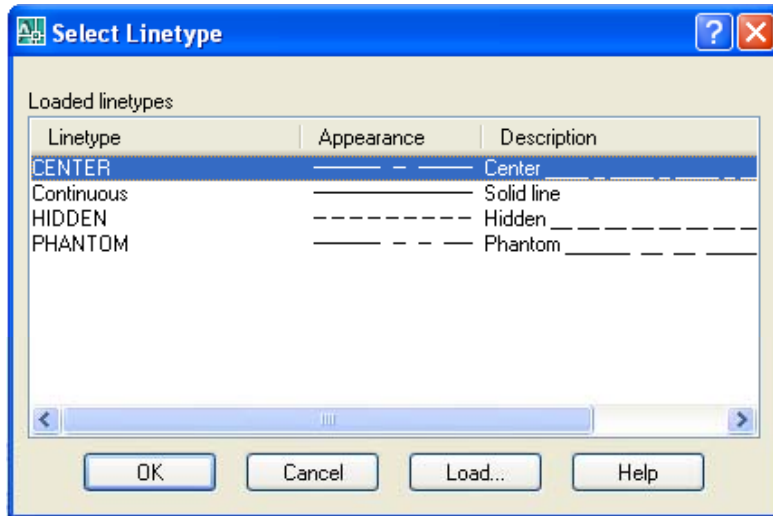 Select Linetype
Loaded linetypes
Linetype Appearance Description
CENTER Center
Continuous Solid line
HIDDEN Hidden
PHANTOM Phantom
OK Cancel Load... Help